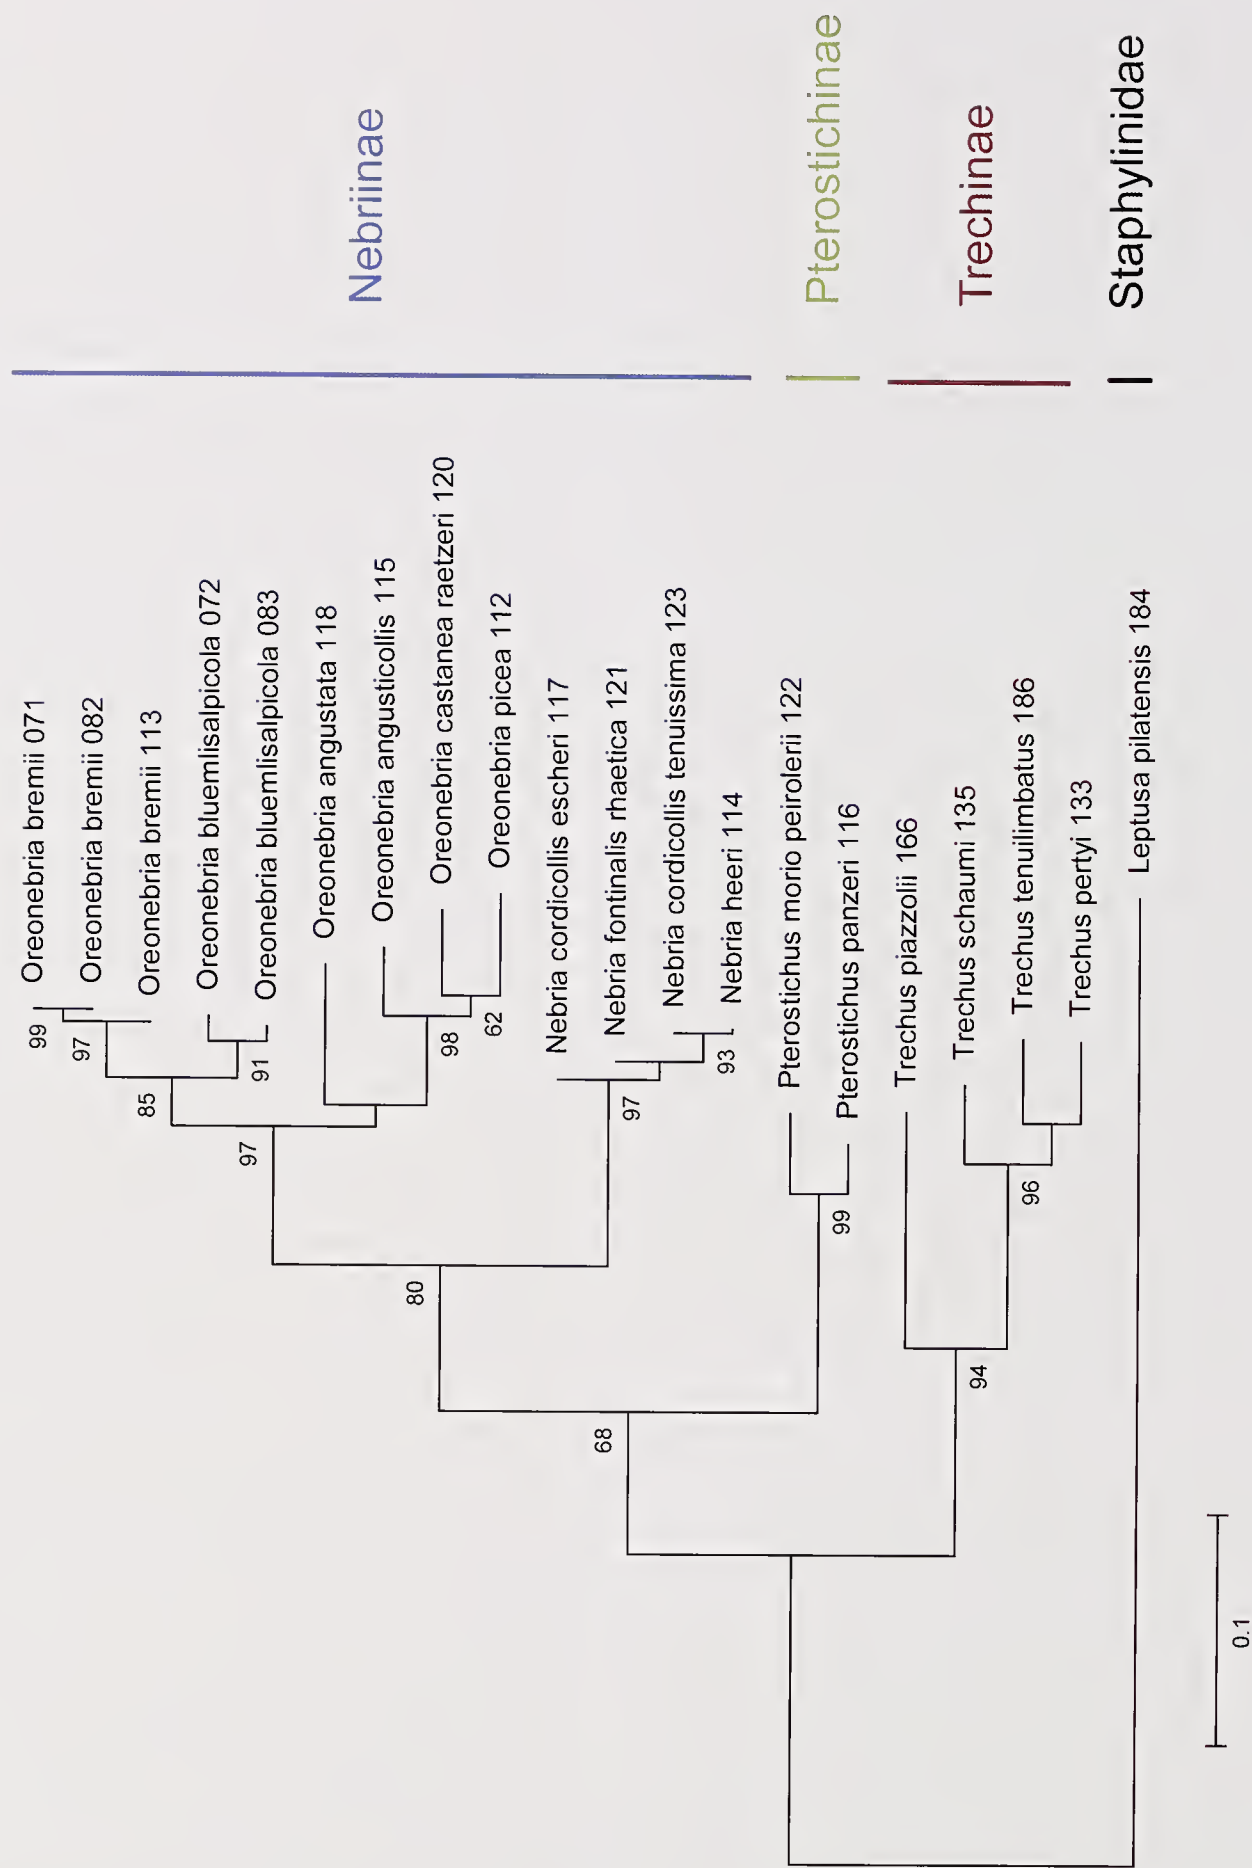 Oreonebria bremii 071
Oreonebria bremii 082
Oreonebria bremii 113
Oreonebria bluemlisalpicola 072
Oreonebria bluemlisalpicola 083
Oreonebria angustata 118
Oreonebria angusticollis 115
Oreonebria castanea raetzeri 120
Oreonebria picea 112
Nebria cordicollis escheri 117
Nebria fontinalis rhaetica 121
Nebria cordicollis tenuissima 123
Nebria heeri 114
Pterostichus morio peirolerii 122
Pterostichus panzeri 116
Trechus piazzolii 166
Trechus schaumi 135
Trechus tenuilimbatus 186
Trechus pertyi 133
Leptusa pilatensis 184
99
97
85
91
97
98
62
97
93
80
99
68
96
94
0.1
Nebriinae
Pterostichinae
Trechinae
Staphylinidae